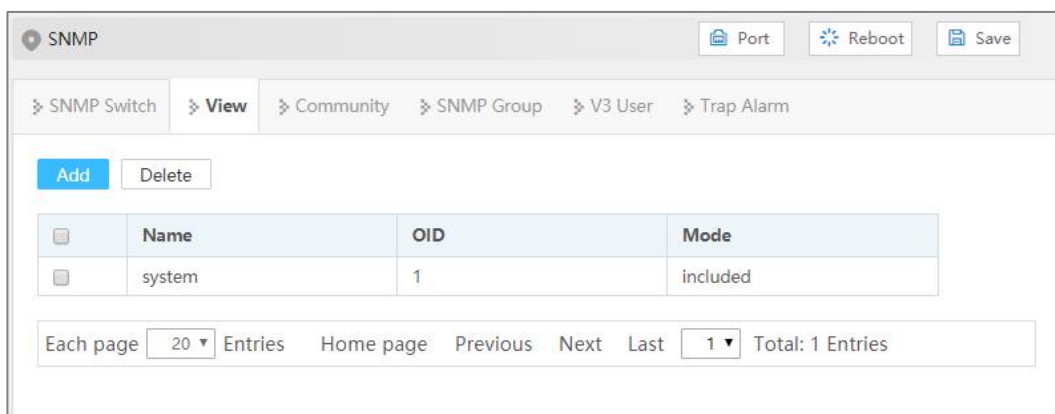 SNMP Port Reboot Save
SNMP Switch View Community SNMP Group V3 User Trap Alarm
Add Delete
Name OID Mode
system 1 included
Each page 20 Entries Home page Previous Next Last 1 Total: 1 Entries